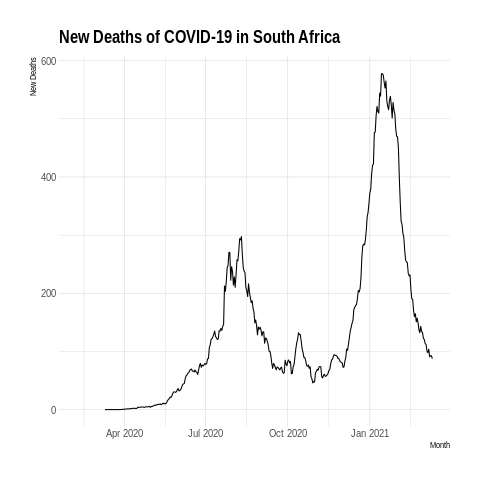 New Deaths of COVID-19 in South Africa
New Deaths
600
400
200
0
Apr 2020
Jul 2020
Oct 2020
Jan 2021
Month